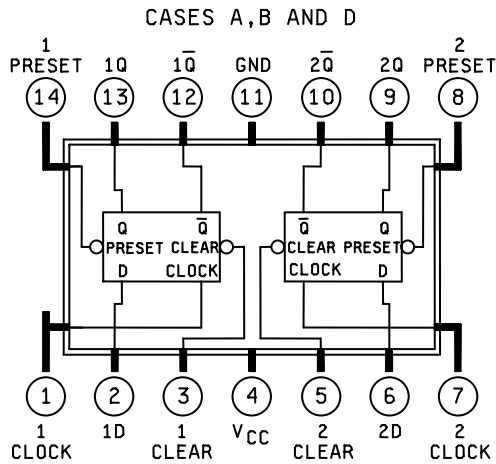 CASES A,B AND D
1 PRESET 1Q 1Q̅ GND 2Q̅ 2Q 2 PRESET
14 13 12 11 10 9 8
Q Q̅ Q̅ Q
PRESET CLEAR CLEAR PRESET
D CLOCK CLOCK D
1 2 3 4 5 6 7
1 CLOCK 1D 1 CLEAR VCC 2 CLEAR 2D 2 CLOCK